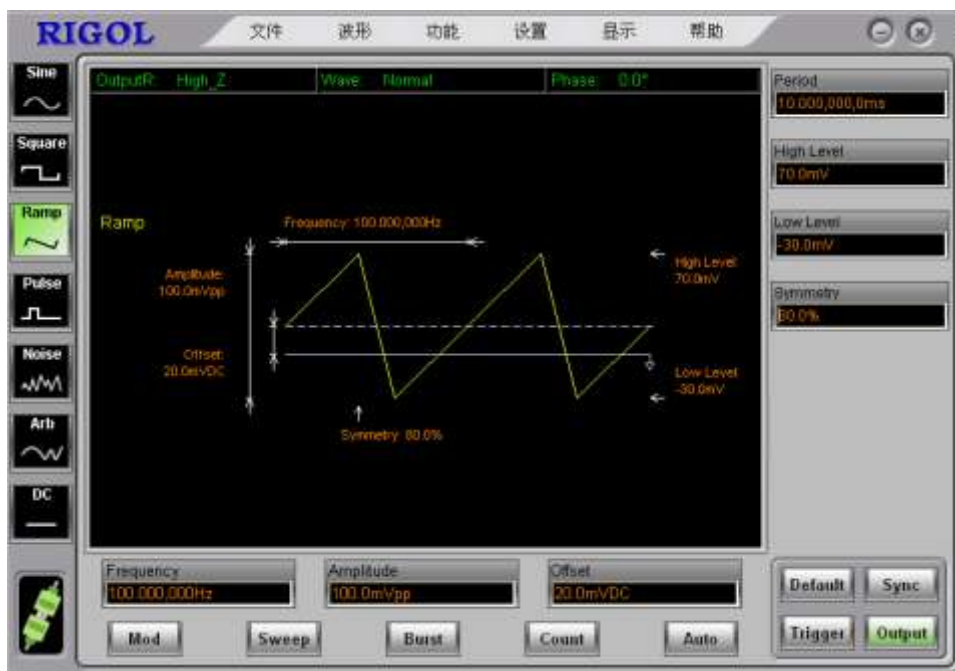 RIGOL
文件 波形 功能 设置 显示 帮助
Sine
Square
Ramp
Pulse
Noise
Arb
DC
OutputR: High_Z
Wave: Normal
Phase: 0.0°
Ramp
Frequency: 100.000,000Hz
Amplitude:
100.0mVpp
High Level:
70.0mV
Offset:
20.0mVDC
Low Level:
-30.0mV
Symmetry: 80.0%
Period
10.000,000,0ms
High Level
70.0mV
Low Level
-30.0mV
Symmetry
80.0%
Frequency
100.000,000Hz
Amplitude
100.0mVpp
Offset
20.0mVDC
Mod Sweep Burst Count Auto
Default Sync
Trigger Output